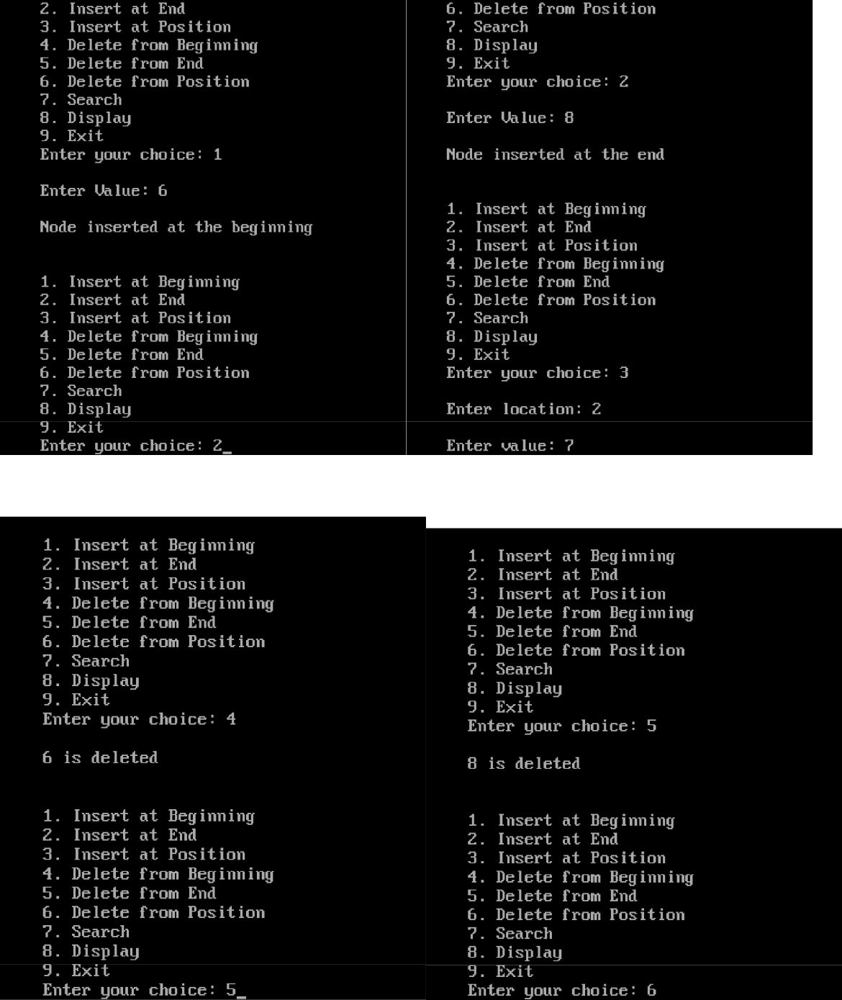 2. Insert at End
3. Insert at Position
4. Delete from Beginning
5. Delete from End
6. Delete from Position
7. Search
8. Display
9. Exit
Enter your choice: 1
Enter Value: 6
Node inserted at the beginning
1. Insert at Beginning
2. Insert at End
3. Insert at Position
4. Delete from Beginning
5. Delete from End
6. Delete from Position
7. Search
8. Display
9. Exit
Enter your choice: 2_
6. Delete from Position
7. Search
8. Display
9. Exit
Enter your choice: 2
Enter Value: 8
Node inserted at the end
1. Insert at Beginning
2. Insert at End
3. Insert at Position
4. Delete from Beginning
5. Delete from End
6. Delete from Position
7. Search
8. Display
9. Exit
Enter your choice: 3
Enter location: 2
Enter value: 7
1. Insert at Beginning
2. Insert at End
3. Insert at Position
4. Delete from Beginning
5. Delete from End
6. Delete from Position
7. Search
8. Display
9. Exit
Enter your choice: 4
6 is deleted
1. Insert at Beginning
2. Insert at End
3. Insert at Position
4. Delete from Beginning
5. Delete from End
6. Delete from Position
7. Search
8. Display
9. Exit
Enter your choice: 5_
1. Insert at Beginning
2. Insert at End
3. Insert at Position
4. Delete from Beginning
5. Delete from End
6. Delete from Position
7. Search
8. Display
9. Exit
Enter your choice: 5
8 is deleted
1. Insert at Beginning
2. Insert at End
3. Insert at Position
4. Delete from Beginning
5. Delete from End
6. Delete from Position
7. Search
8. Display
9. Exit
Enter your choice: 6